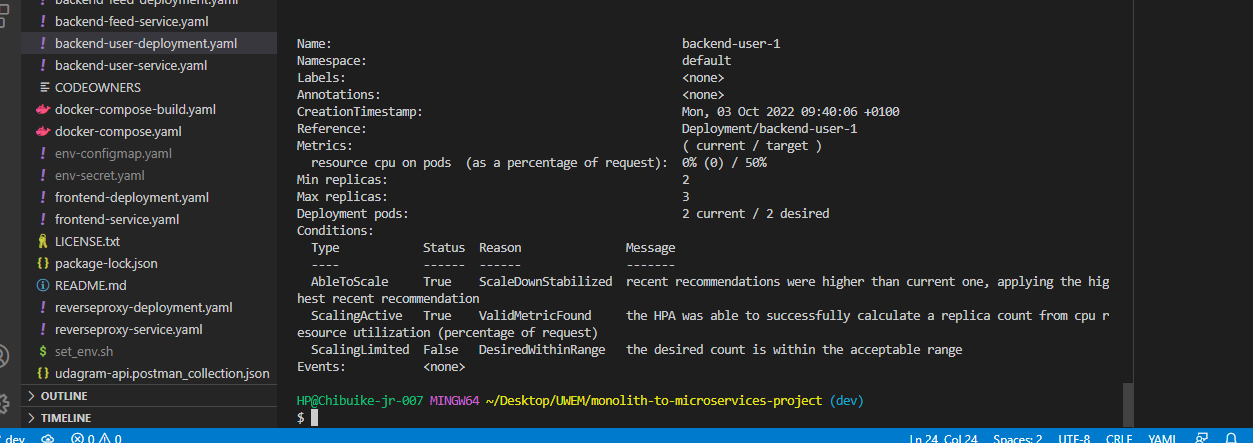 backend-feed-deployment.yaml
backend-feed-service.yaml
backend-user-deployment.yaml
backend-user-service.yaml
CODEOWNERS
docker-compose-build.yaml
docker-compose.yaml
env-configmap.yaml
env-secret.yaml
frontend-deployment.yaml
frontend-service.yaml
LICENSE.txt
package-lock.json
README.md
reverseproxy-deployment.yaml
reverseproxy-service.yaml
set_env.sh
udagram-api.postman_collection.json
OUTLINE
TIMELINE
Name: backend-user-1
Namespace: default
Labels: <none>
Annotations: <none>
CreationTimestamp: Mon, 03 Oct 2022 09:40:06 +0100
Reference: Deployment/backend-user-1
Metrics: ( current / target )
resource cpu on pods (as a percentage of request): 0% (0) / 50%
Min replicas: 2
Max replicas: 3
Deployment pods: 2 current / 2 desired
Conditions:
Type Status Reason Message
---- ------ ------ -------
AbleToScale True ScaleDownStabilized recent recommendations were higher than current one, applying the hig
hest recent recommendation
ScalingActive True ValidMetricFound the HPA was able to successfully calculate a replica count from cpu r
esource utilization (percentage of request)
ScalingLimited False DesiredWithinRange the desired count is within the acceptable range
Events: <none>
HP@Chibuike-jr-007 MINGW64 ~/Desktop/UWEM/monolith-to-microservices-project (dev)
$
dev 0 0 Ln 24, Col 24 Spaces: 2 UTF-8 CRLF YAML